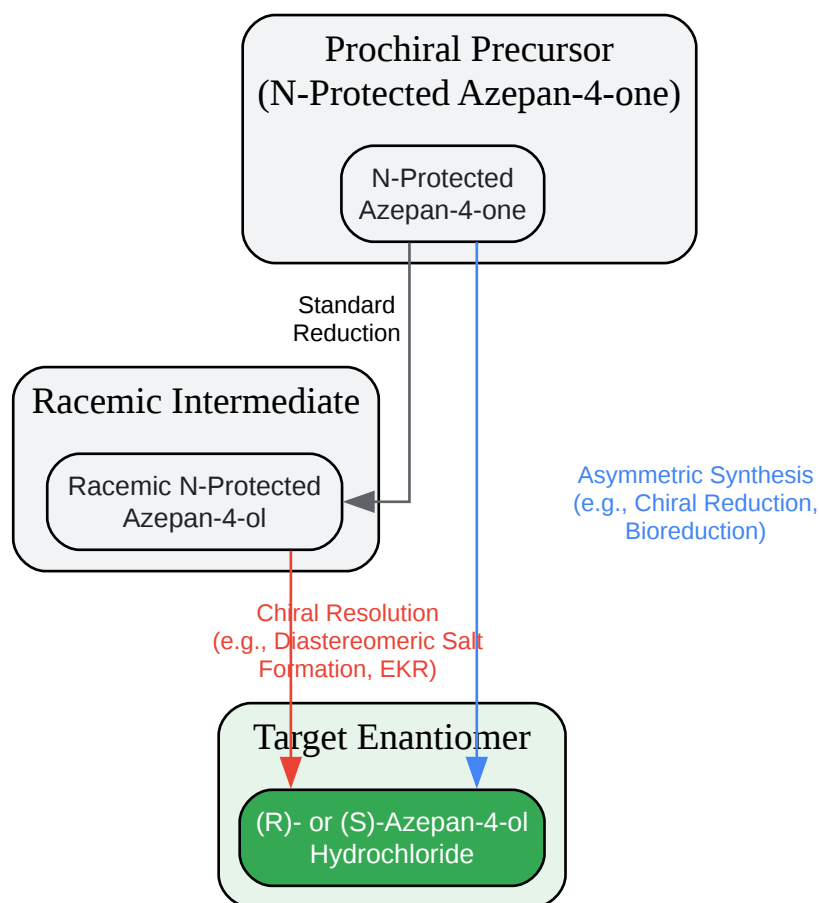 Prochiral Precursor
(N-Protected Azepan-4-one)
N-Protected
Azepan-4-one
Standard
Reduction
Racemic Intermediate
Racemic N-Protected
Azepan-4-ol
Asymmetric Synthesis
(e.g., Chiral Reduction,
Bioreduction)
Chiral Resolution
(e.g., Diastereomeric Salt
Formation, EKR)
Target Enantiomer
(R)- or (S)-Azepan-4-ol
Hydrochloride